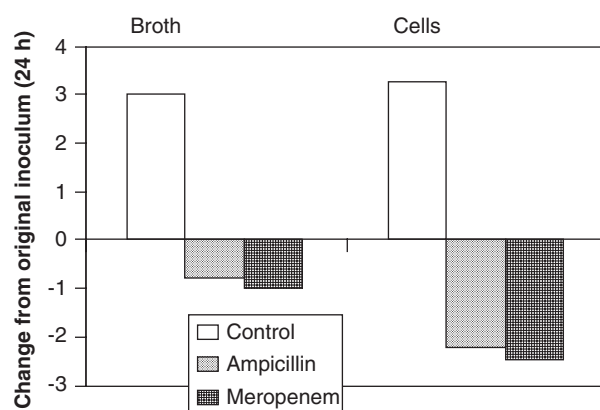 Broth Cells
Change from original inoculum (24 h)
4
3
2
1
0
-1
-2
-3
Control
Ampicillin
Meropenem